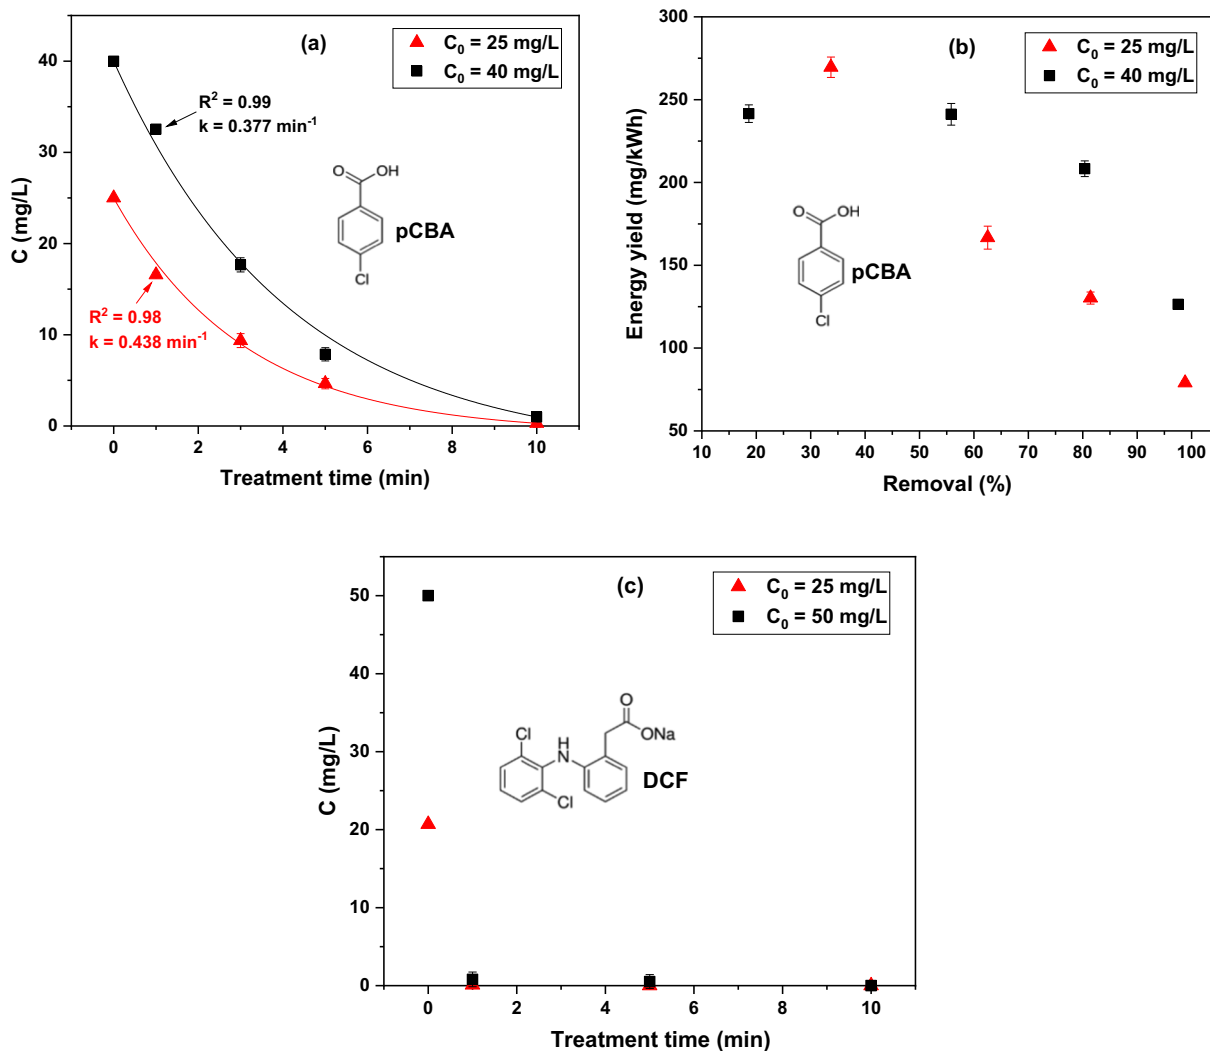 (a)
C₀ = 25 mg/L
C₀ = 40 mg/L
R² = 0.99
k = 0.377 min⁻¹
R² = 0.98
k = 0.438 min⁻¹
O
OH
Cl
pCBA
C (mg/L)
40
30
20
10
0
0 2 4 6 8 10
Treatment time (min)
(b)
C₀ = 25 mg/L
C₀ = 40 mg/L
O
OH
Cl
pCBA
Energy yield (mg/kWh)
300
250
200
150
100
50
10 20 30 40 50 60 70 80 90 100
Removal (%)
(c)
C₀ = 25 mg/L
C₀ = 50 mg/L
O
ONa
Cl
H
N
Cl
DCF
C (mg/L)
50
40
30
20
10
0
0 2 4 6 8 10
Treatment time (min)